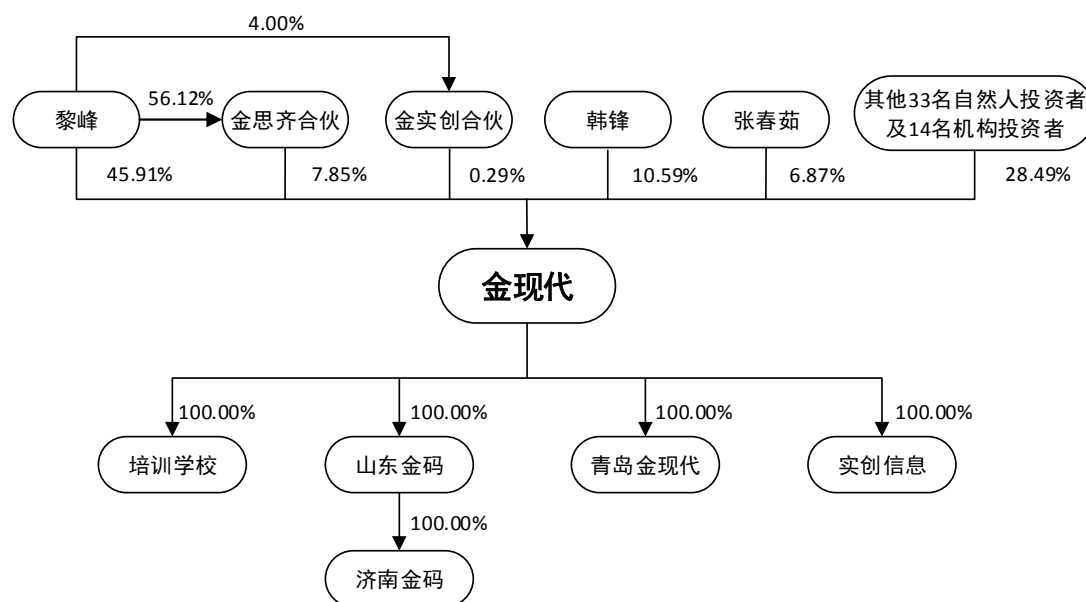 4.00%
黎峰
56.12%
金思齐合伙
金实创合伙
韩锋
张春茹
其他33名自然人投资者
及14名机构投资者
45.91%
7.85%
0.29%
10.59%
6.87%
28.49%
金现代
100.00%
100.00%
100.00%
100.00%
培训学校
山东金码
青岛金现代
实创信息
100.00%
济南金码